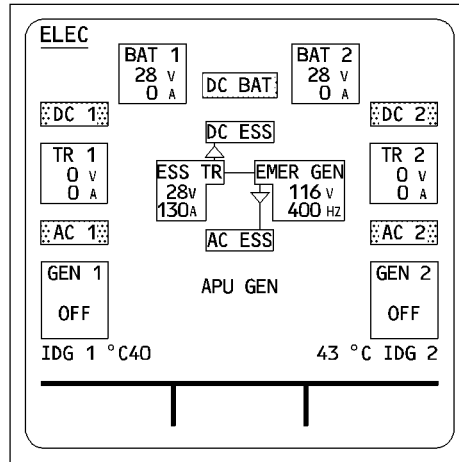 ELEC
BAT 1
28 V
0 A
DC BAT
BAT 2
28 V
0 A
DC 1
DC ESS
DC 2
TR 1
0 V
0 A
ESS TR
28V
130A
EMER GEN
116 V
400 HZ
TR 2
0 V
0 A
AC 1
AC ESS
AC 2
GEN 1
OFF
APU GEN
GEN 2
OFF
IDG 1 °C40
43 °C IDG 2